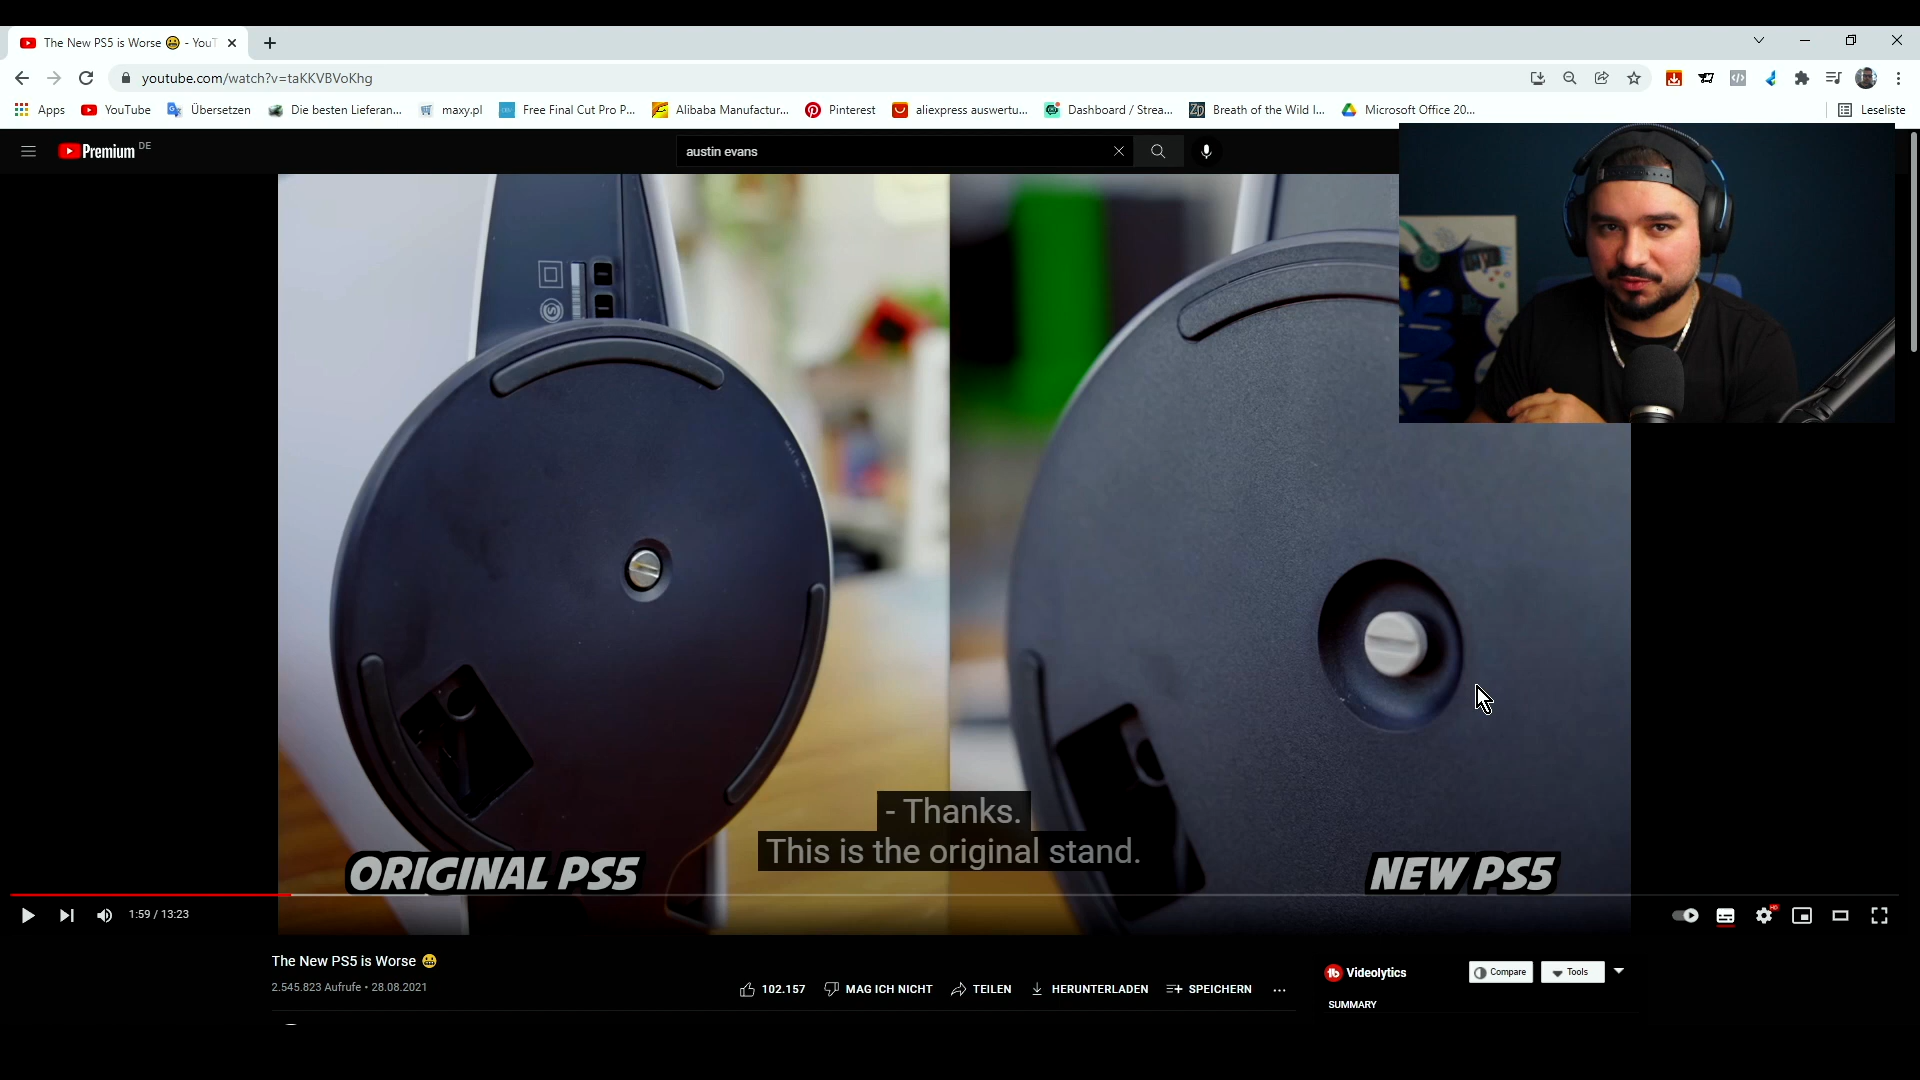 The New PS5 is Worse 😬 - YouT
youtube.com/watch?v=taKKVBVoKhg
Apps YouTube Übersetzen Die besten Lieferan... maxy.pl Free Final Cut Pro P... Alibaba Manufactur... Pinterest aliexpress auswertu... Dashboard / Strea... Breath of the Wild I... Microsoft Office 20... Leseliste
Premium DE
austin evans
- Thanks.
This is the original stand.
ORIGINAL PS5
NEW PS5
1:59 / 13:23
The New PS5 is Worse 😬
2.545.823 Aufrufe • 28.08.2021
102.157 MAG ICH NICHT TEILEN HERUNTERLADEN SPEICHERN
Videolytics
Compare
Tools
SUMMARY